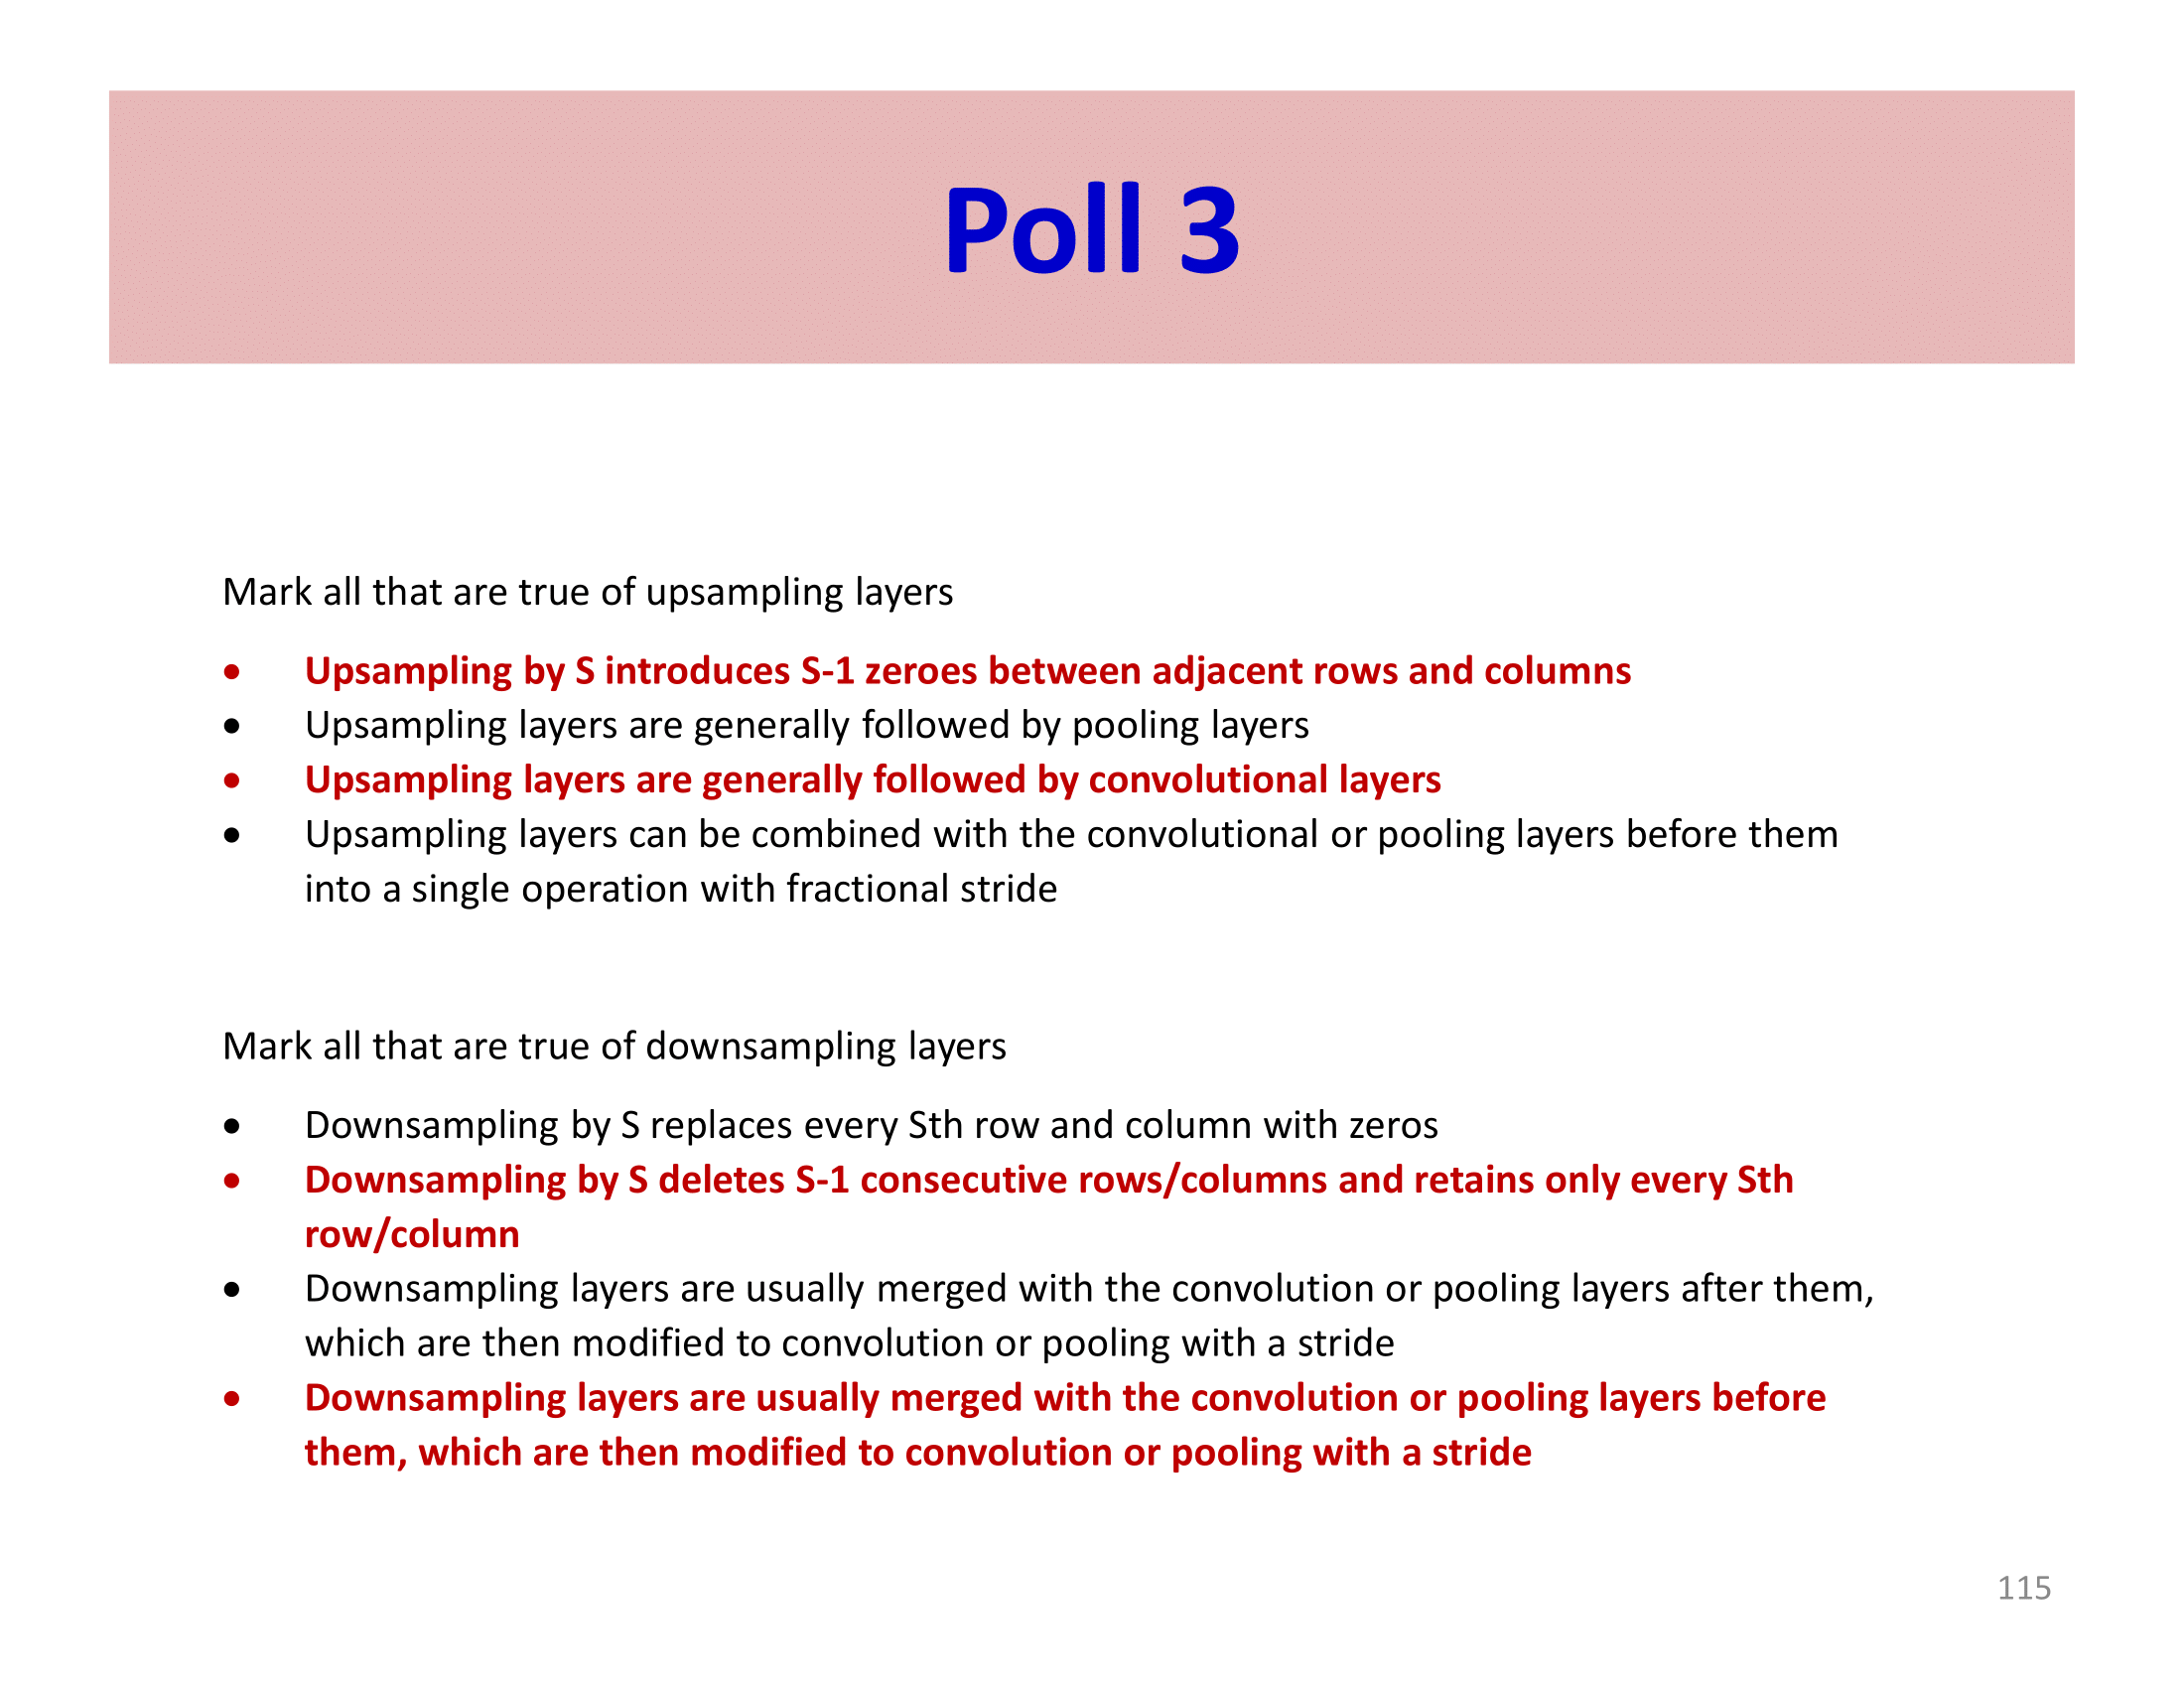 Poll 3
Mark all that are true of upsampling layers
• Upsampling by S introduces S-1 zeroes between adjacent rows and columns
• Upsampling layers are generally followed by pooling layers
• Upsampling layers are generally followed by convolutional layers
• Upsampling layers can be combined with the convolutional or pooling layers before them
into a single operation with fractional stride
Mark all that are true of downsampling layers
• Downsampling by S replaces every Sth row and column with zeros
• Downsampling by S deletes S-1 consecutive rows/columns and retains only every Sth
row/column
• Downsampling layers are usually merged with the convolution or pooling layers after them,
which are then modified to convolution or pooling with a stride
• Downsampling layers are usually merged with the convolution or pooling layers before
them, which are then modified to convolution or pooling with a stride
115